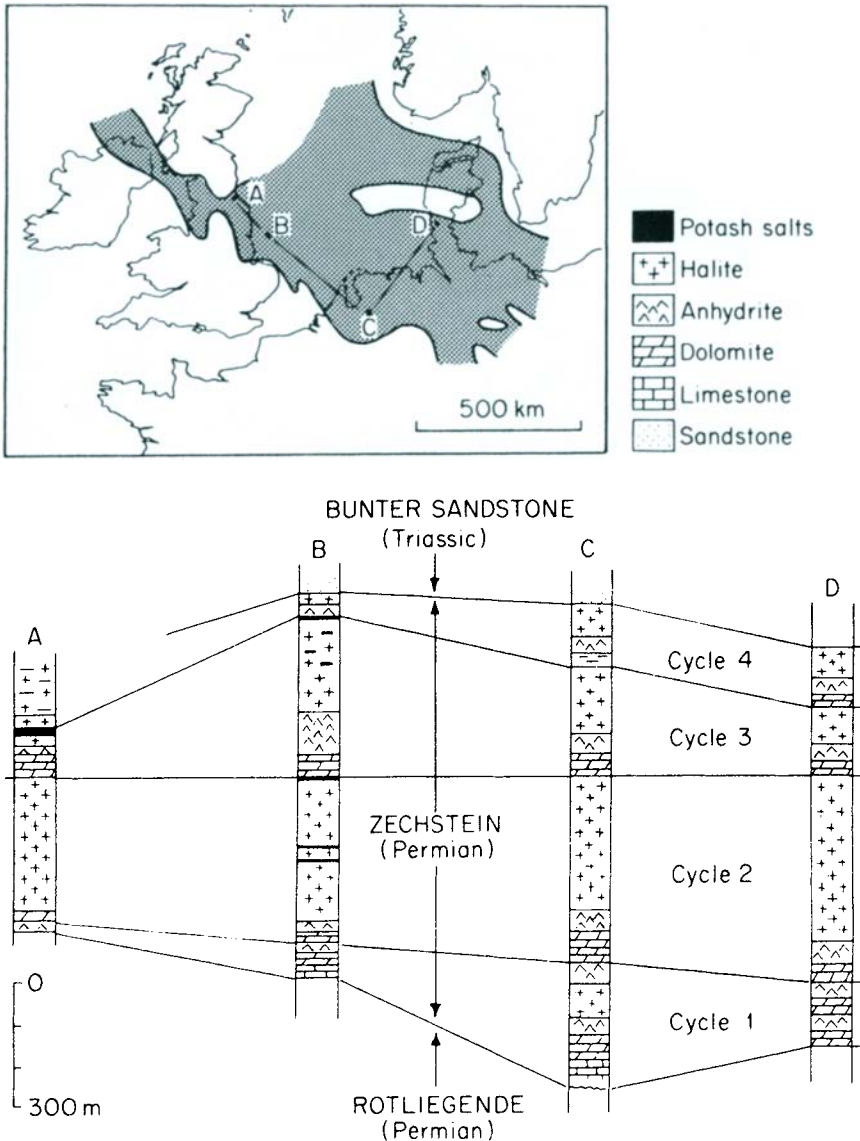 A
B
C
D
500 km
Potash salts
Halite
Anhydrite
Dolomite
Limestone
Sandstone
BUNTER SANDSTONE
(Triassic)
A
B
C
D
Cycle 4
Cycle 3
ZECHSTEIN
(Permian)
Cycle 2
Cycle 1
0
300 m
ROTLIEGENDE
(Permian)